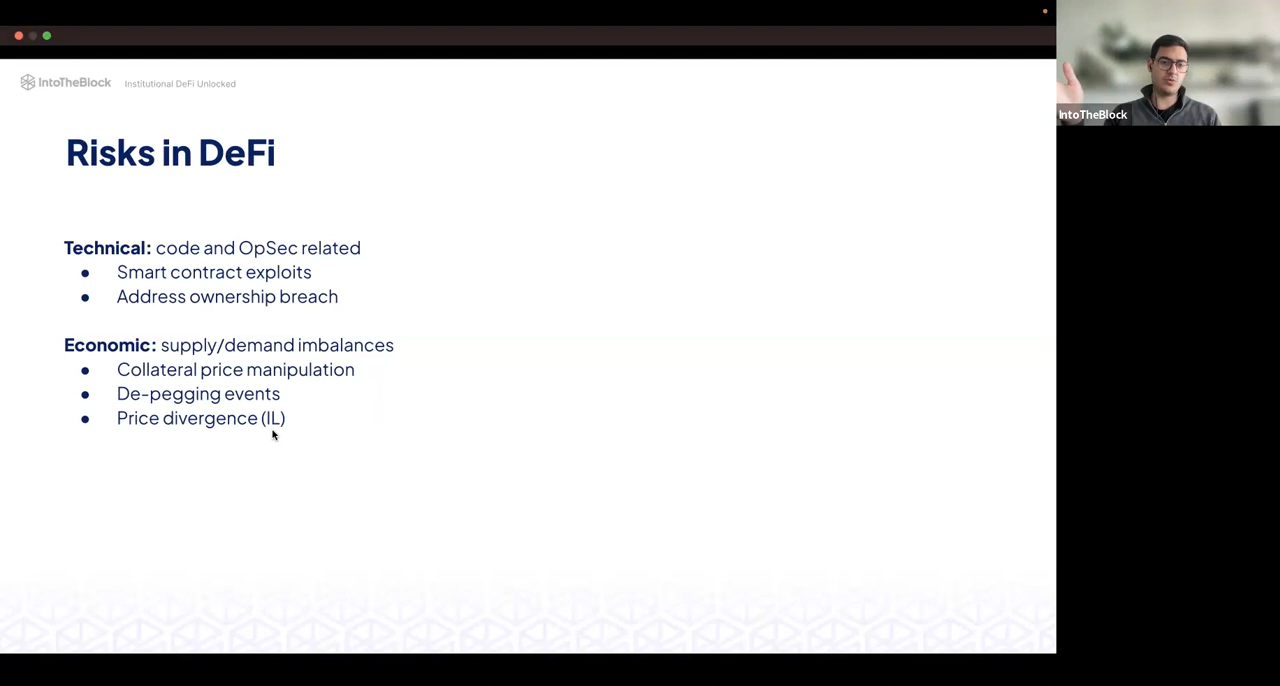 IntoTheBlock Institutional DeFi Unlocked
Risks in DeFi
Technical: code and OpSec related
● Smart contract exploits
● Address ownership breach
Economic: supply/demand imbalances
● Collateral price manipulation
● De-pegging events
● Price divergence (IL)
IntoTheBlock